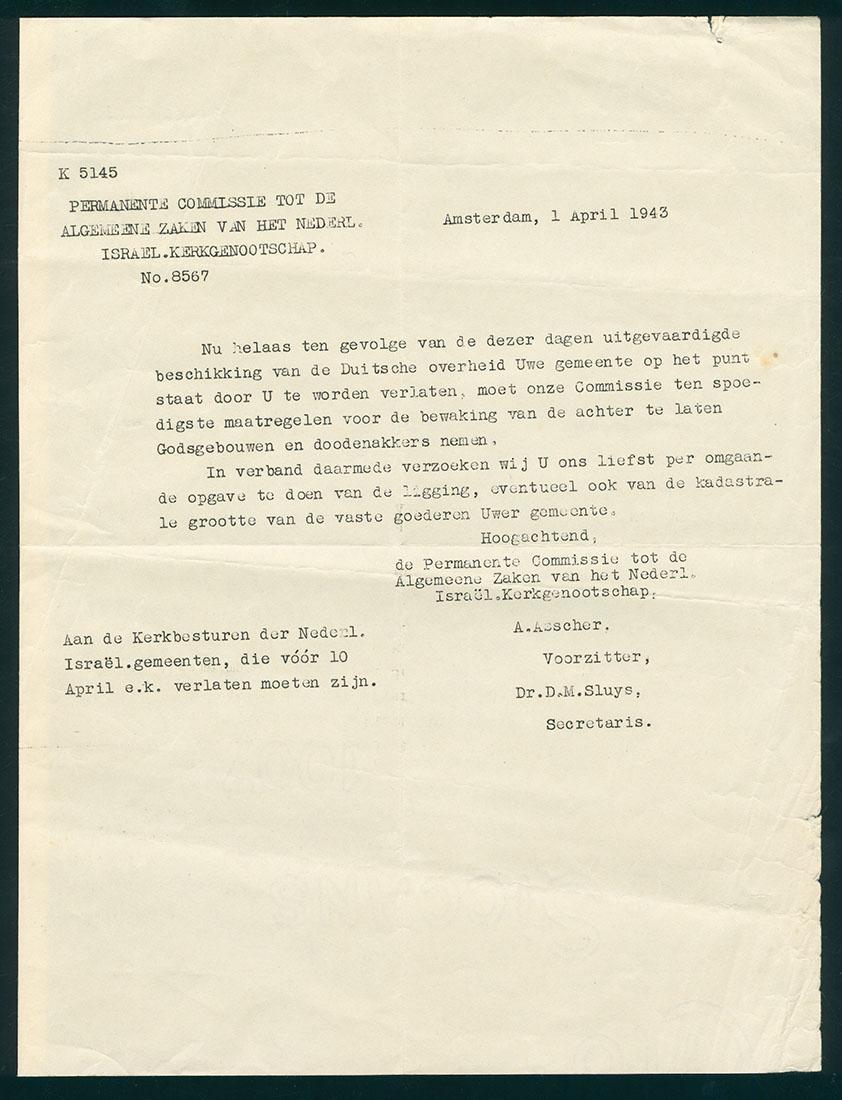 K 5145
PERMANENTE COMMISSIE TOT DE
ALGEMEENE ZAKEN VAN HET NEDERL.
ISRAEL.KERKGENOOTSCHAP.
No.8567
Amsterdam, 1 April 1943
Nu helaas ten gevolge van de dezer dagen uitgevaardigde
beschikking van de Duitsche overheid Uwe gemeente op het punt
staat door U te worden verlaten, moet onze Commissie ten spoe-
digste maatregelen voor de bewaking van de achter te laten
Godsgebouwen en doodenakkers nemen,
In verband daarmede verzoeken wij U ons liefst per omgaan-
de opgave te doen van de ligging, eventueel ook van de kadastra-
le grootte van de vaste goederen Uwer gemeente.
Hoogachtend,
de Permanente Commissie tot de
Algemeene Zaken van het Nederl.
Israël.Kerkgenootschap.
A.Asscher,
Voorzitter,
Dr.D.M.Sluys,
Secretaris.
Aan de Kerkbesturen der Nederl.
Israël.gemeenten, die vóór 10
April e.k. verlaten moeten zijn.